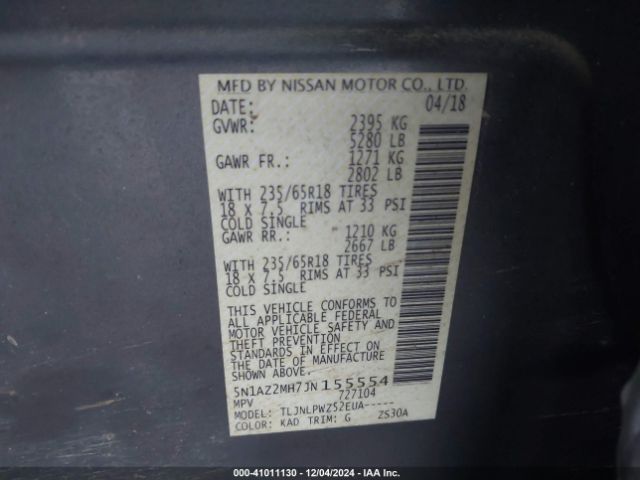 MFD BY NISSAN MOTOR CO., LTD.
DATE: 04/18
GVWR: 2395 KG
5280 LB
GAWR FR.: 1271 KG
2802 LB
WITH 235/65R18 TIRES
18 X 7.5 RIMS AT 33 PSI
COLD SINGLE
GAWR RR.: 1210 KG
2667 LB
WITH 235/65R18 TIRES
18 X 7.5 RIMS AT 33 PSI
COLD SINGLE
THIS VEHICLE CONFORMS TO
ALL APPLICABLE FEDERAL
MOTOR VEHICLE SAFETY AND
THEFT PREVENTION
STANDARDS IN EFFECT ON
THE DATE OF MANUFACTURE
SHOWN ABOVE.
5N1AZ2MH7JN155554
MPV 727104
MODEL: TLJNLPWZ52EUA-----
COLOR: KAD TRIM: G ZS30A
000-41011130 - 12/04/2024 - IAA Inc.